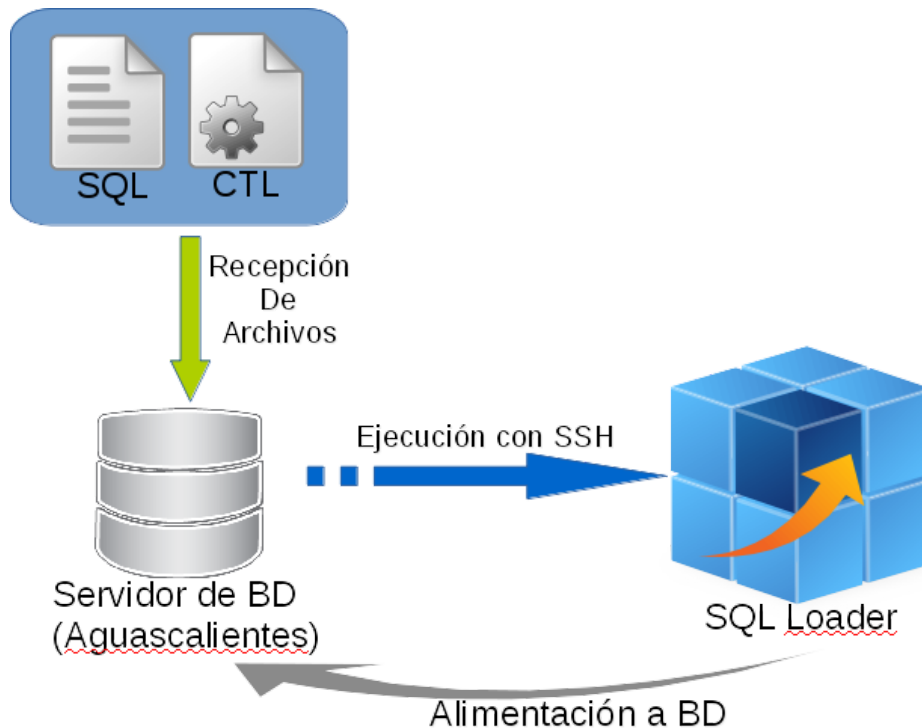 SQL
CTL
Recepción
De
Archivos
Ejecución con SSH
Servidor de BD
(Aguascalientes)
SQL Loader
Alimentación a BD